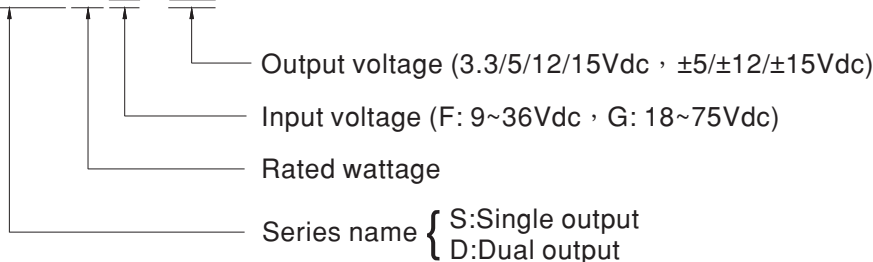 Output voltage (3.3/5/12/15Vdc，±5/±12/±15Vdc)
Input voltage (F: 9~36Vdc，G: 18~75Vdc)
Rated wattage
Series name { S:Single output
D:Dual output